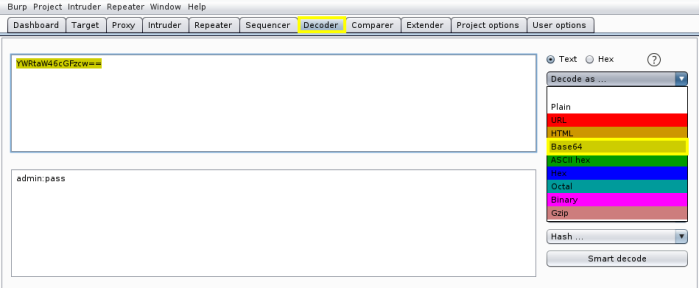 Burp Project Intruder Repeater Window Help
Dashboard Target Proxy Intruder Repeater Sequencer Decoder Comparer Extender Project options User options
YWRtaW46cGFzcw==
Text Hex ?
Decode as ...
Plain
URL
HTML
Base64
ASCII hex
Hex
Octal
Binary
Gzip
admin:pass
Hash ...
Smart decode